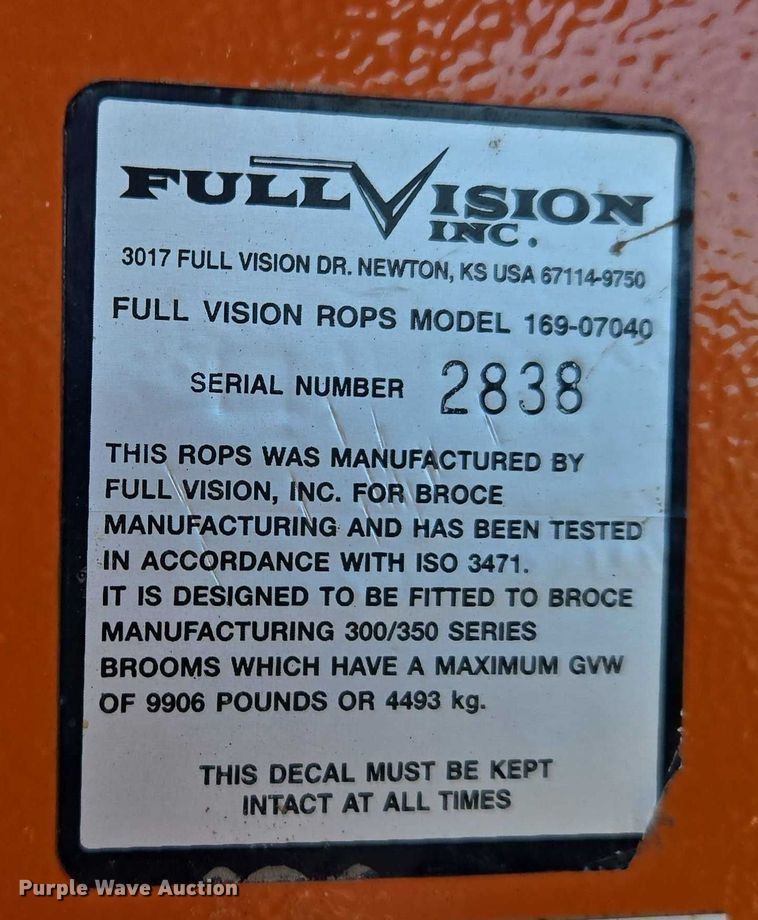 FULL VISION
INC.
3017 FULL VISION DR. NEWTON, KS USA 67114-9750
FULL VISION ROPS MODEL 169-07040
SERIAL NUMBER 2838
THIS ROPS WAS MANUFACTURED BY
FULL VISION, INC. FOR BROCE
MANUFACTURING AND HAS BEEN TESTED
IN ACCORDANCE WITH ISO 3471.
IT IS DESIGNED TO BE FITTED TO BROCE
MANUFACTURING 300/350 SERIES
BROOMS WHICH HAVE A MAXIMUM GVW
OF 9906 POUNDS OR 4493 kg.
THIS DECAL MUST BE KEPT
INTACT AT ALL TIMES
Purple Wave Auction